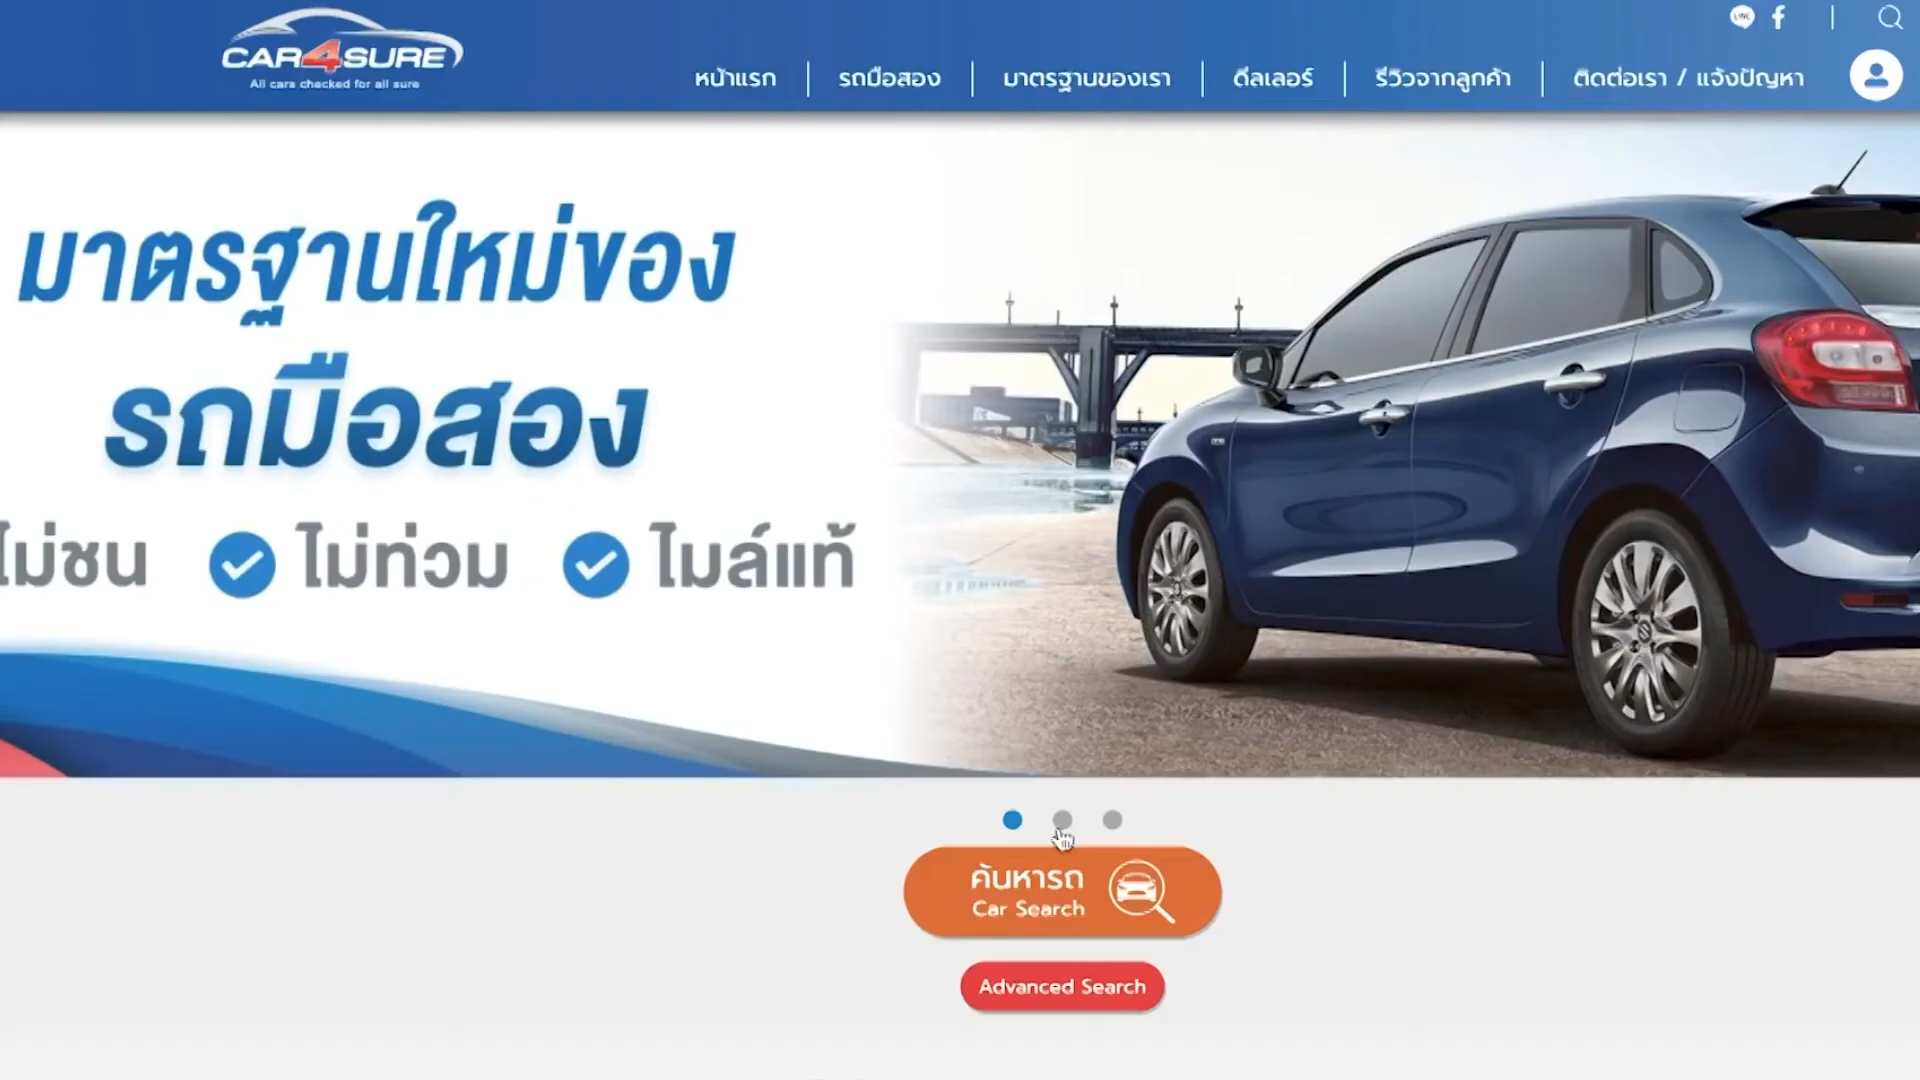 CAR4SURE
All cars checked for all sure
LINE
หน้าแรก
รถมือสอง
มาตรฐานของเรา
ดีลเลอร์
รีวิวจากลูกค้า
ติดต่อเรา / แจ้งปัญหา
มาตรฐานใหม่ของ
รถมือสอง
ไม่ชน ไม่ท่วม ไมล์แท้
ค้นหารถ
Car Search
Advanced Search